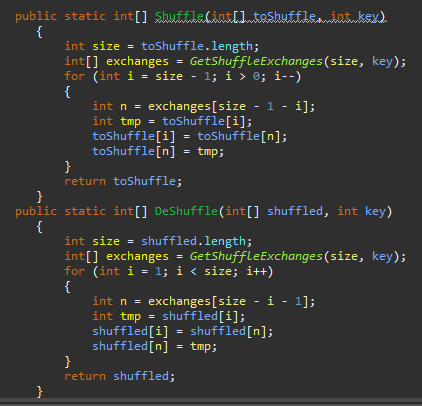 public static int[] Shuffle(int[] toShuffle, int key)
{
int size = toShuffle.length;
int[] exchanges = GetShuffleExchanges(size, key);
for (int i = size - 1; i > 0; i--)
{
int n = exchanges[size - 1 - i];
int tmp = toShuffle[i];
toShuffle[i] = toShuffle[n];
toShuffle[n] = tmp;
}
return toShuffle;
}
public static int[] DeShuffle(int[] shuffled, int key)
{
int size = shuffled.length;
int[] exchanges = GetShuffleExchanges(size, key);
for (int i = 1; i < size; i++)
{
int n = exchanges[size - i - 1];
int tmp = shuffled[i];
shuffled[i] = shuffled[n];
shuffled[n] = tmp;
}
return shuffled;
}